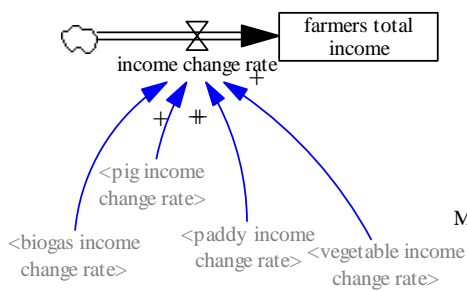 farmers total
income
income change rate
+
+
++
<pig income
change rate>
M
<biogas income
change rate>
<paddy income
change rate>
<vegetable income
change rate>